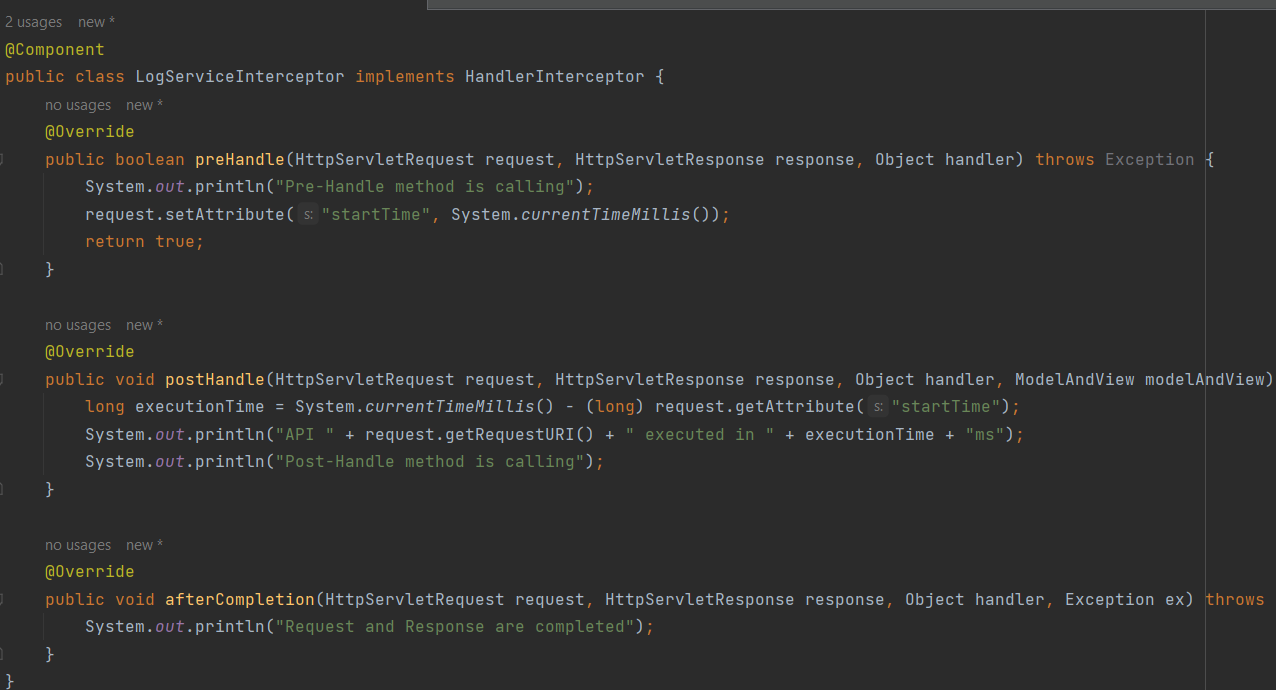 2 usages new *
@Component
public class LogServiceInterceptor implements HandlerInterceptor {
no usages new *
@Override
public boolean preHandle(HttpServletRequest request, HttpServletResponse response, Object handler) throws Exception {
System.out.println("Pre-Handle method is calling");
request.setAttribute( s: "startTime", System.currentTimeMillis());
return true;
}
no usages new *
@Override
public void postHandle(HttpServletRequest request, HttpServletResponse response, Object handler, ModelAndView modelAndView)
long executionTime = System.currentTimeMillis() - (long) request.getAttribute( s: "startTime");
System.out.println("API " + request.getRequestURI() + " executed in " + executionTime + "ms");
System.out.println("Post-Handle method is calling");
}
no usages new *
@Override
public void afterCompletion(HttpServletRequest request, HttpServletResponse response, Object handler, Exception ex) throws
System.out.println("Request and Response are completed");
}
}